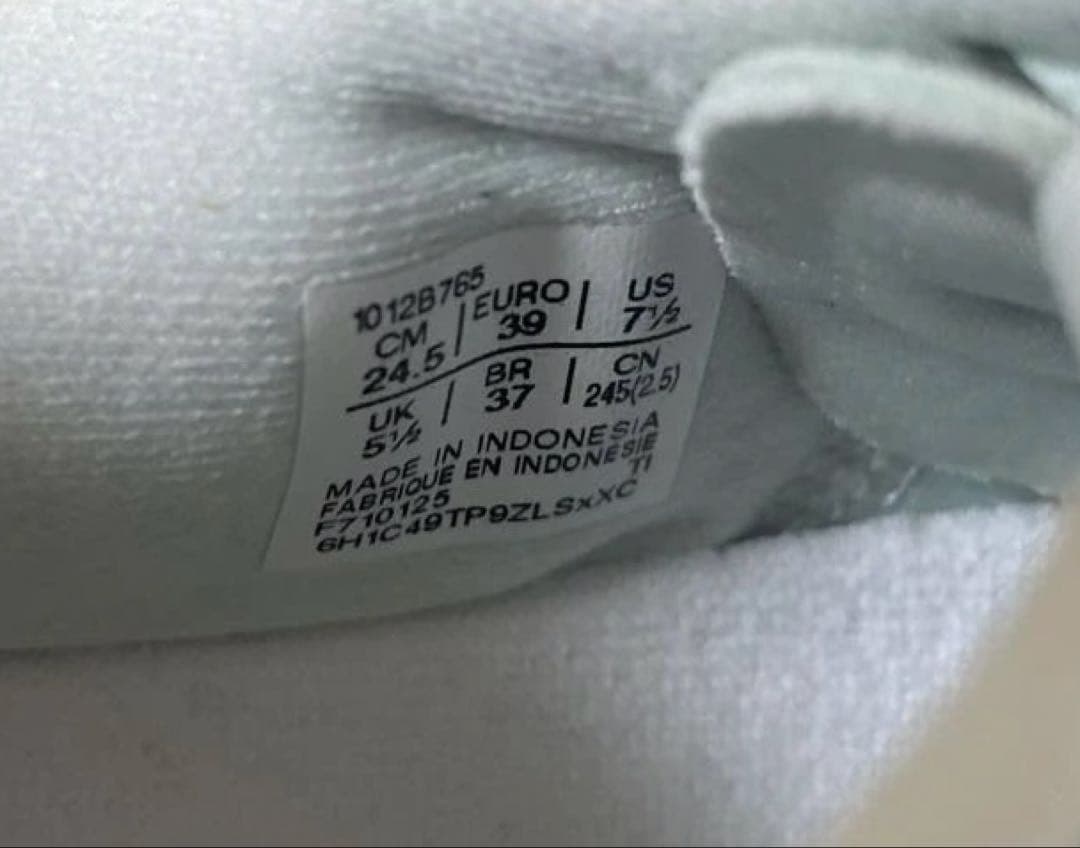 1012B765
CM | EURO | US
24.5 | 39 | 7½
UK | BR | CN
5½ | 37 | 245(2.5)
MADE IN INDONESIA
FABRIQUE EN INDONÉSIE
F710125 TI
6H1C49TP9ZLSxXC